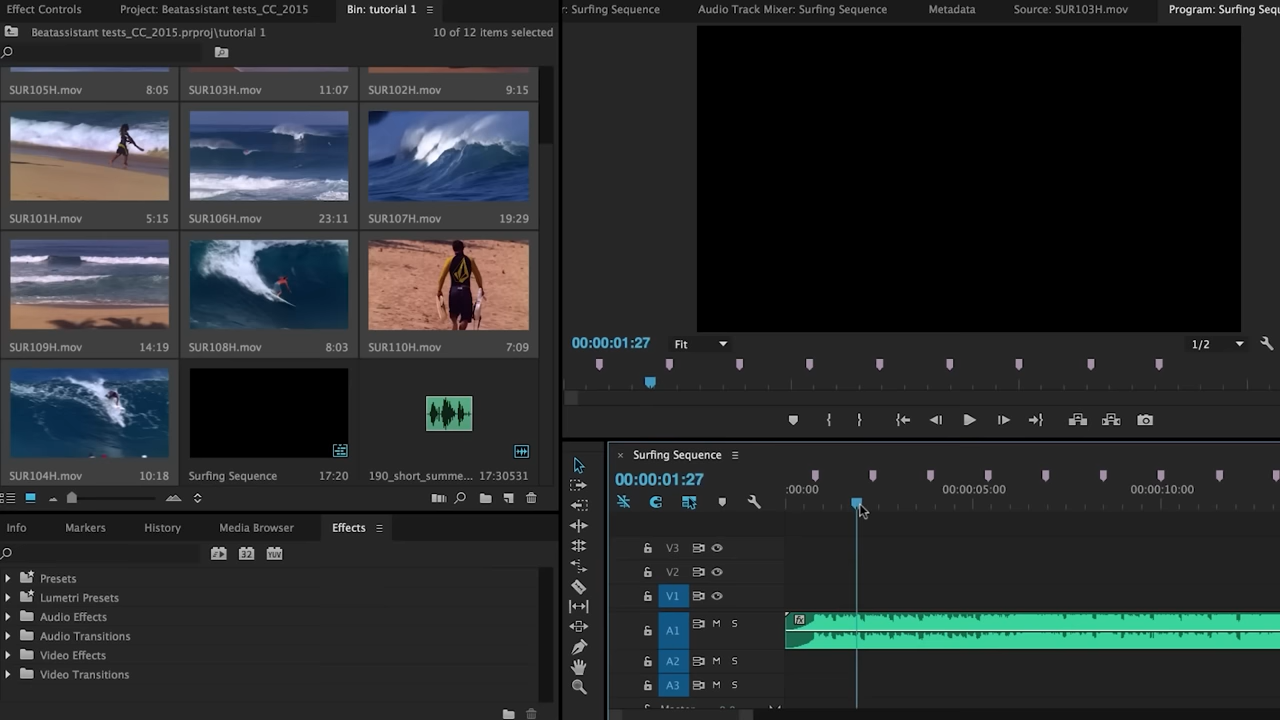 Effect Controls
Project: Beatassistant tests_CC_2015
Bin: tutorial 1
Beatassistant tests_CC_2015.prproj\tutorial 1
10 of 12 items selected
SUR105H.mov 8:05
SUR103H.mov 11:07
SUR102H.mov 9:15
SUR101H.mov 5:15
SUR106H.mov 23:11
SUR107H.mov 19:29
SUR109H.mov 14:19
SUR108H.mov 8:03
SUR110H.mov 7:09
SUR104H.mov 10:18
Surfing Sequence 17:20
190_short_summe... 17:30531
Info
Markers
History
Media Browser
Effects
32
YUV
Presets
Lumetri Presets
Audio Effects
Audio Transitions
Video Effects
Video Transitions
r: Surfing Sequence
Audio Track Mixer: Surfing Sequence
Metadata
Source: SUR103H.mov
Program: Surfing Sequ
00:00:01:27
Fit
1/2
× Surfing Sequence
00:00:01:27
:00:00
00:00:05:00
00:00:10:00
V3
V2
V1
fx
A1 M S
A2 M S
A3 M S